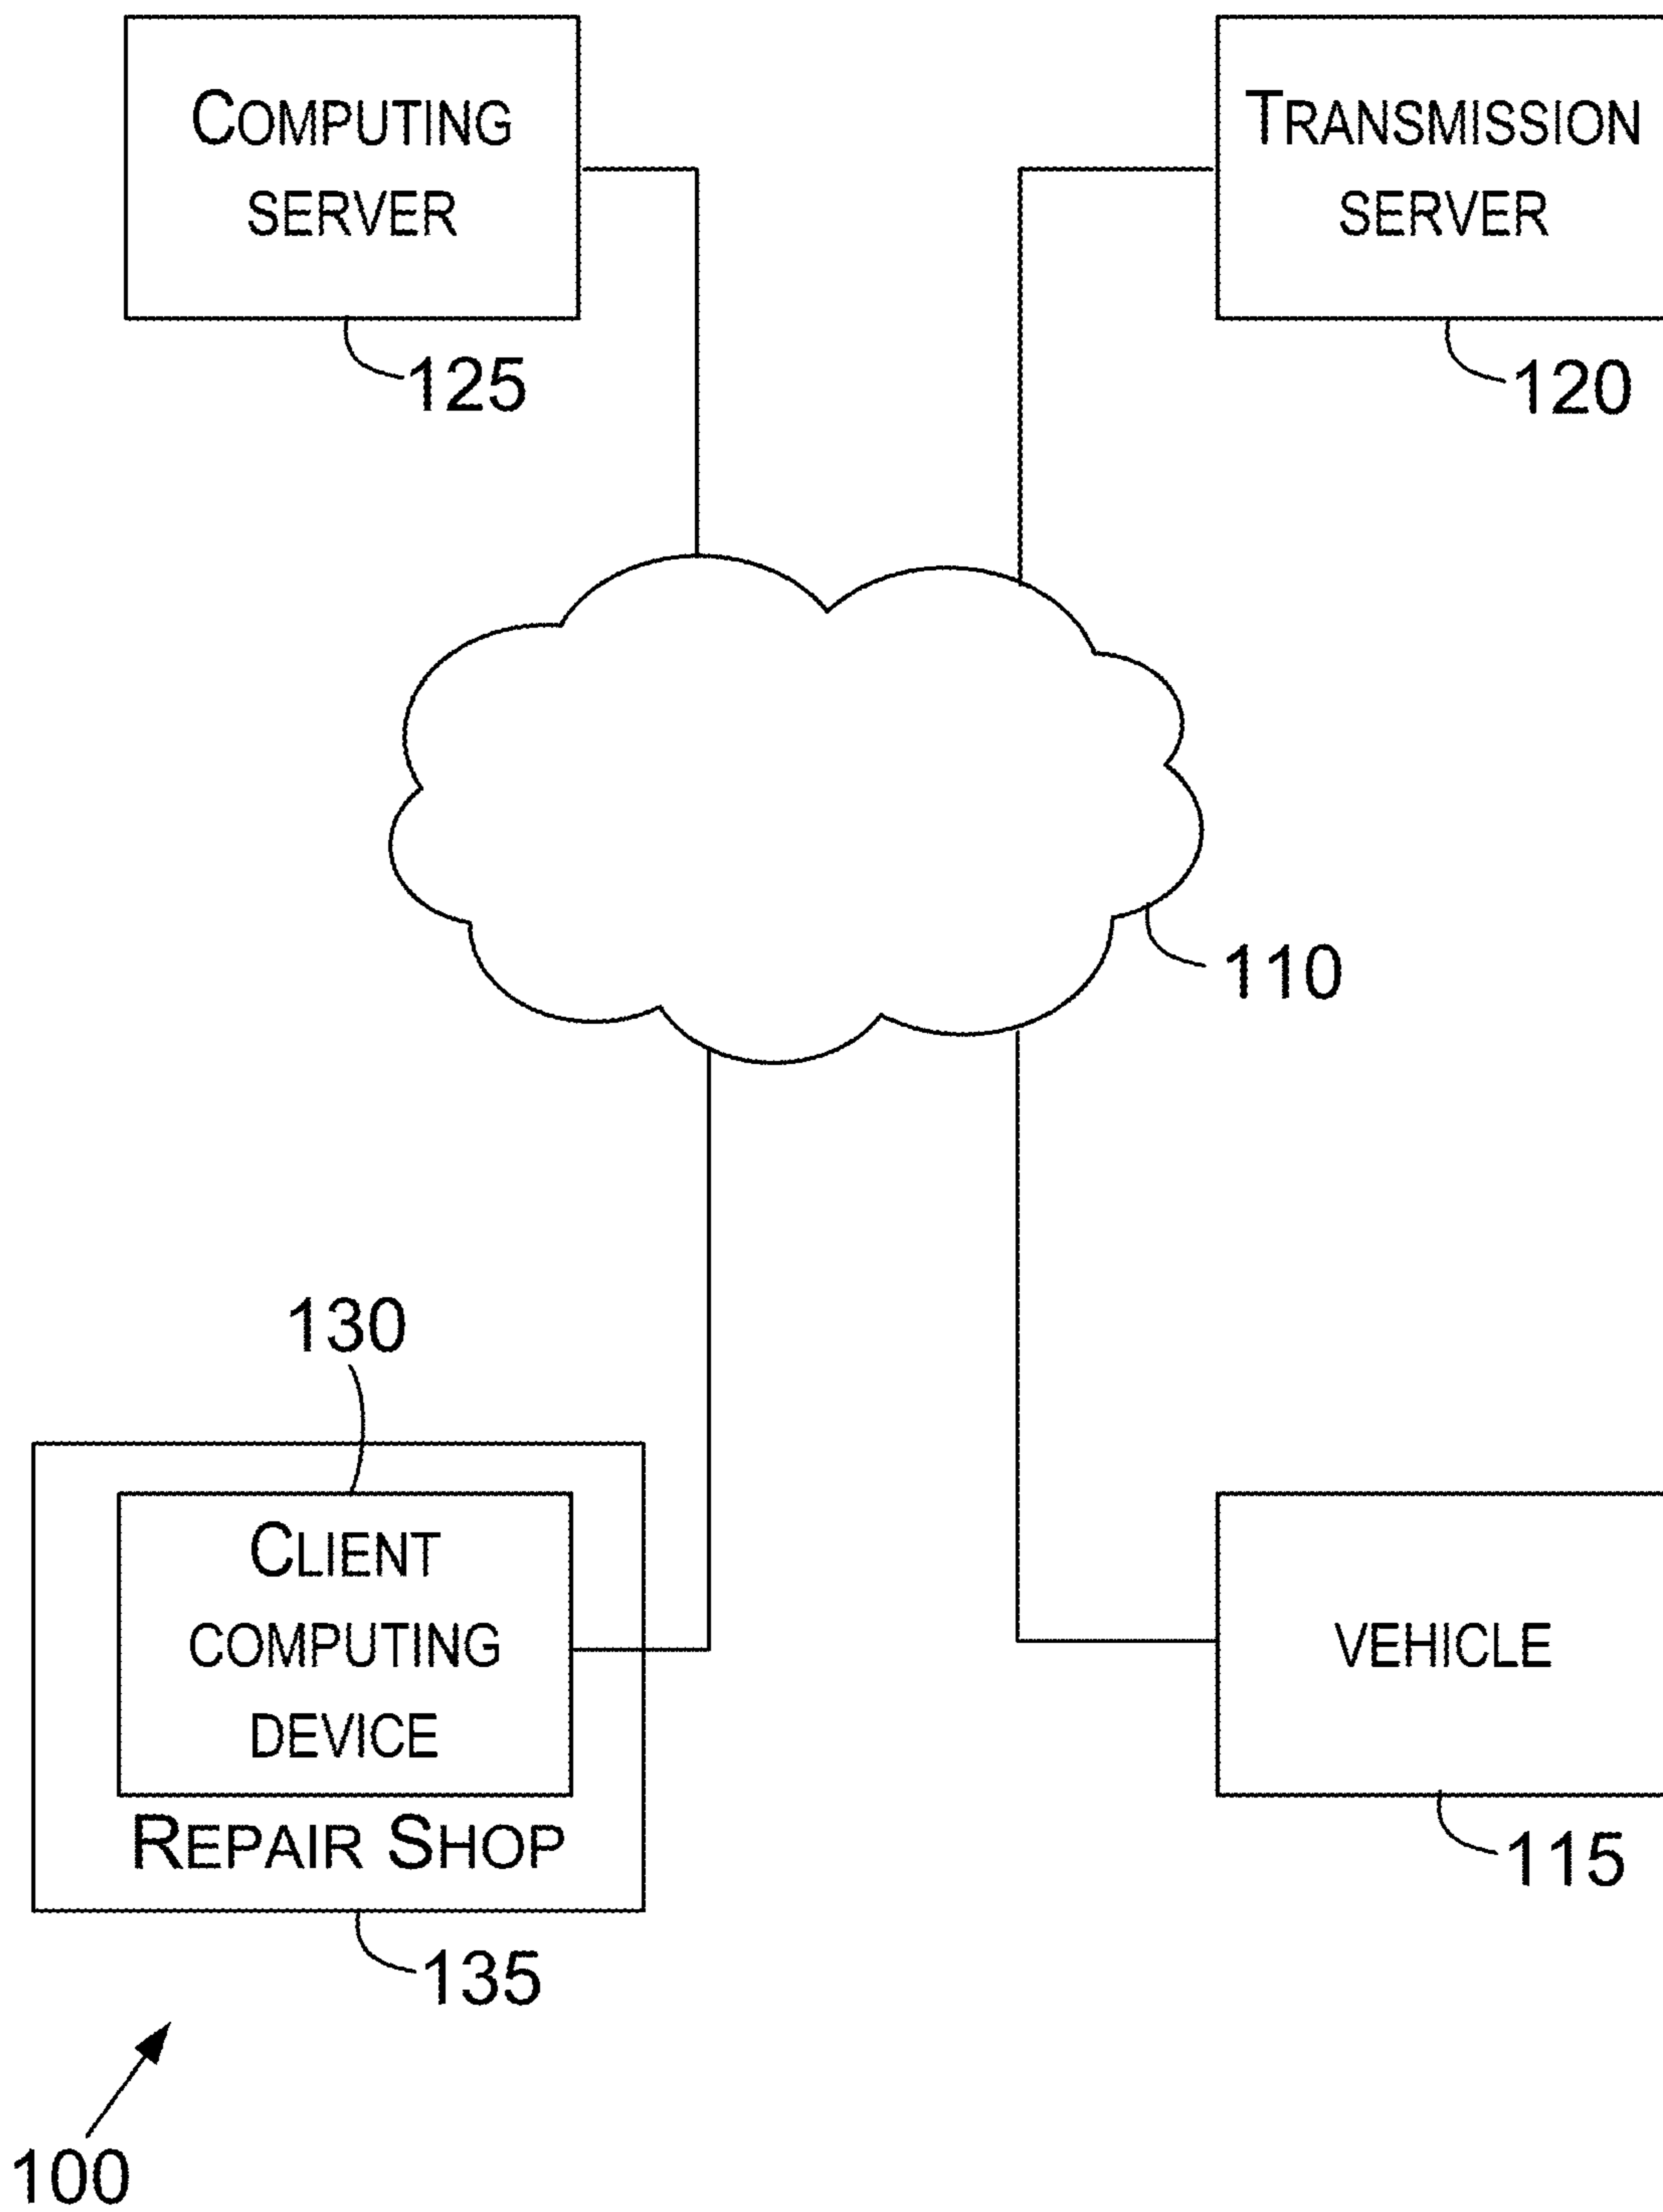 COMPUTING
SERVER
125
TRANSMISSION
SERVER
120
110
130
CLIENT
COMPUTING
DEVICE
REPAIR SHOP
135
VEHICLE
115
100